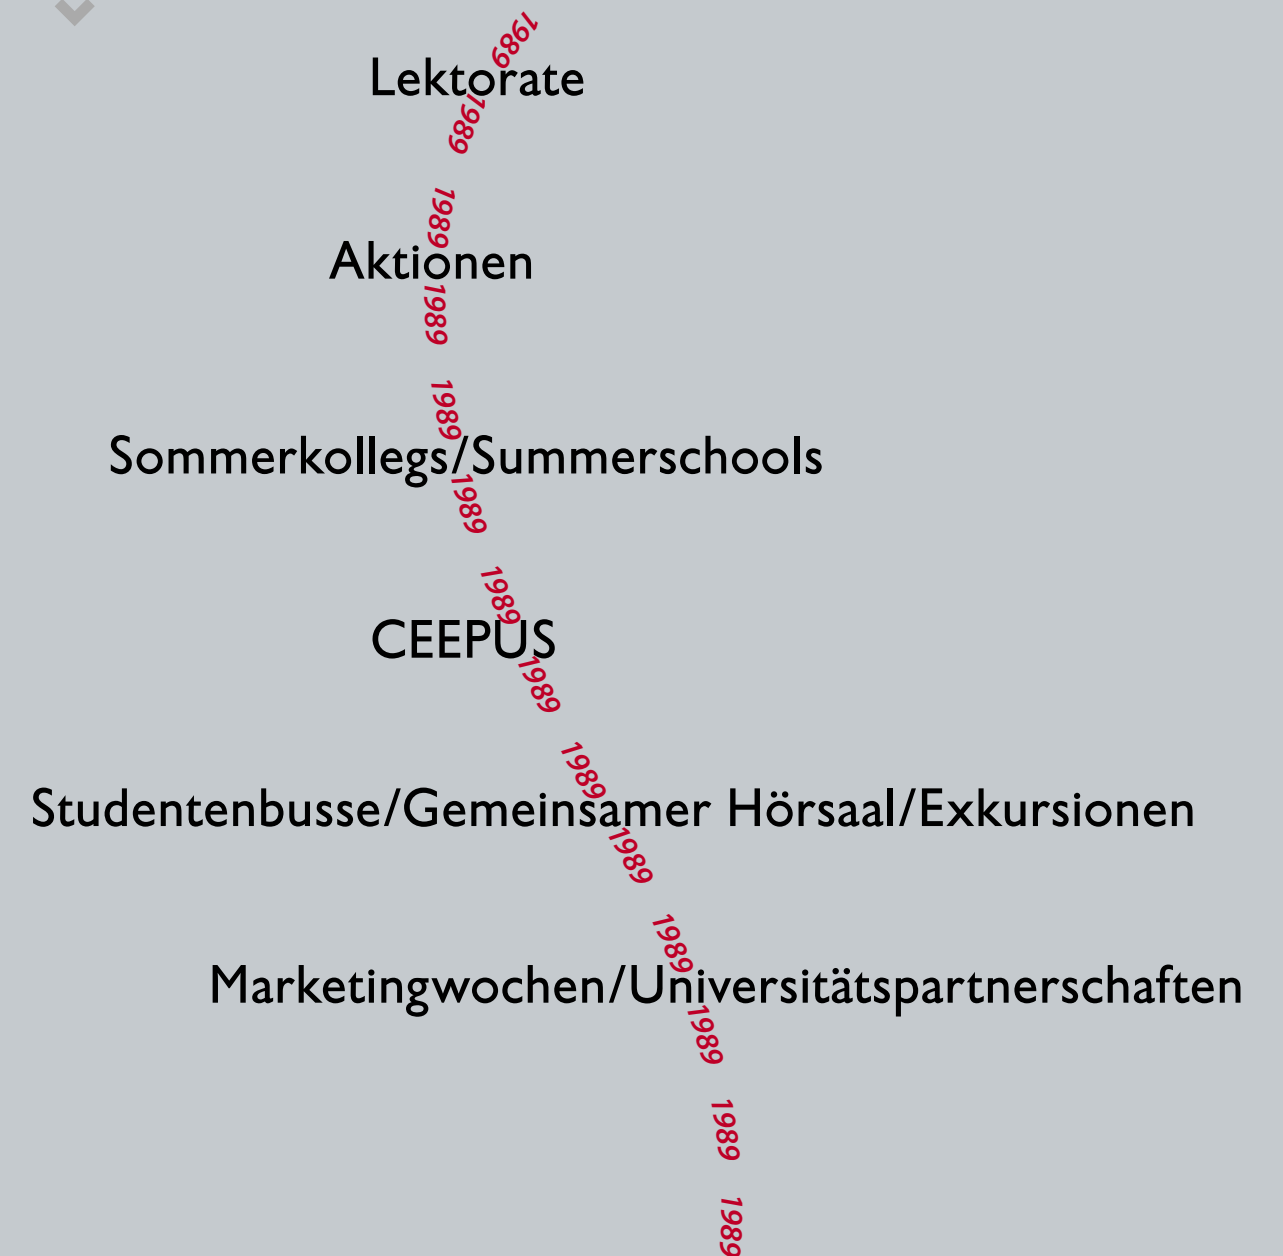 1989
Lektorate
1989
1989
Aktionen
1989
1989
Sommerkollegs/Summerschools
1989
1989
CEEPUS
1989
1989
Studentenbusse/Gemeinsamer Hörsaal/Exkursionen
1989
1989
Marketingwochen/Universitätspartnerschaften
1989
1989
1989